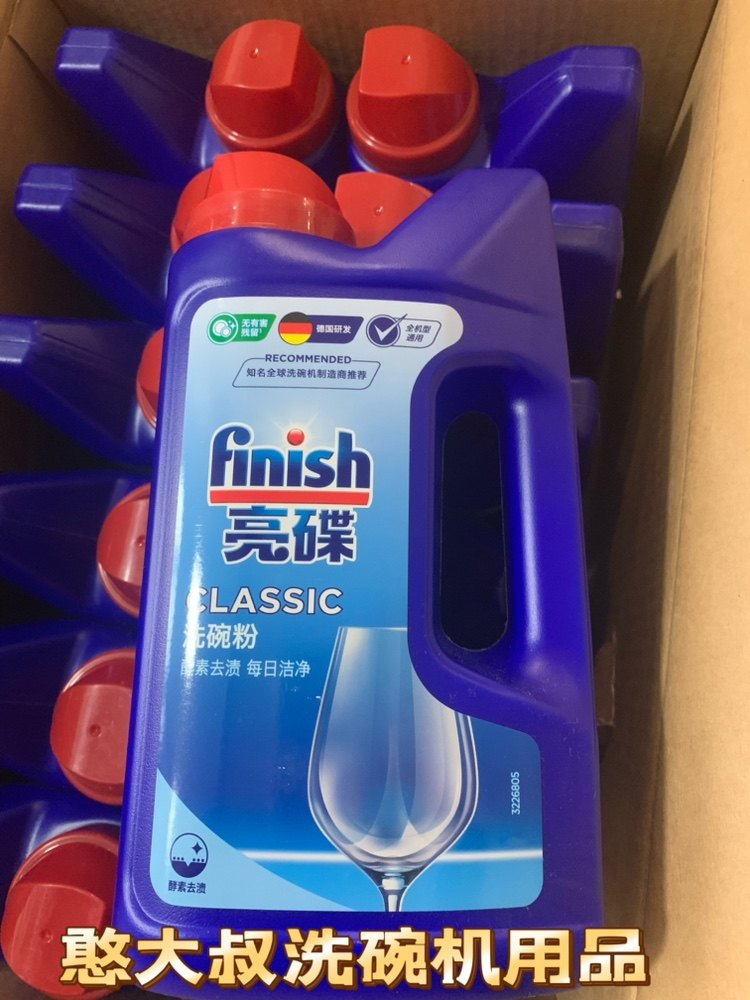 无有害
残留¹
德国研发
全机型
通用
RECOMMENDED
知名全球洗碗机制造商推荐
finish
亮碟
CLASSIC
洗碗粉
酵素去渍 每日洁净
3226805
酵素去渍
憨大叔洗碗机用品